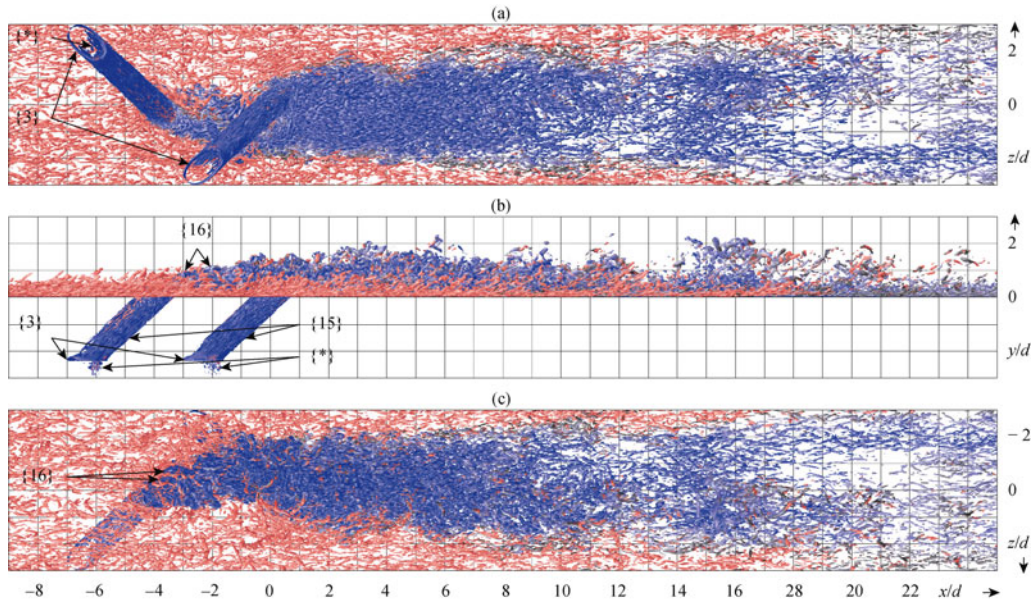 (a)
{*}
{3}
2
0
z/d
(b)
{16}
2
0
{3}
{15}
{*}
y/d
(c)
{16}
– 2
0
z/d
–8 –6 –4 –2 0 2 4 6 8 10 12 14 16 28 20 22 x/d